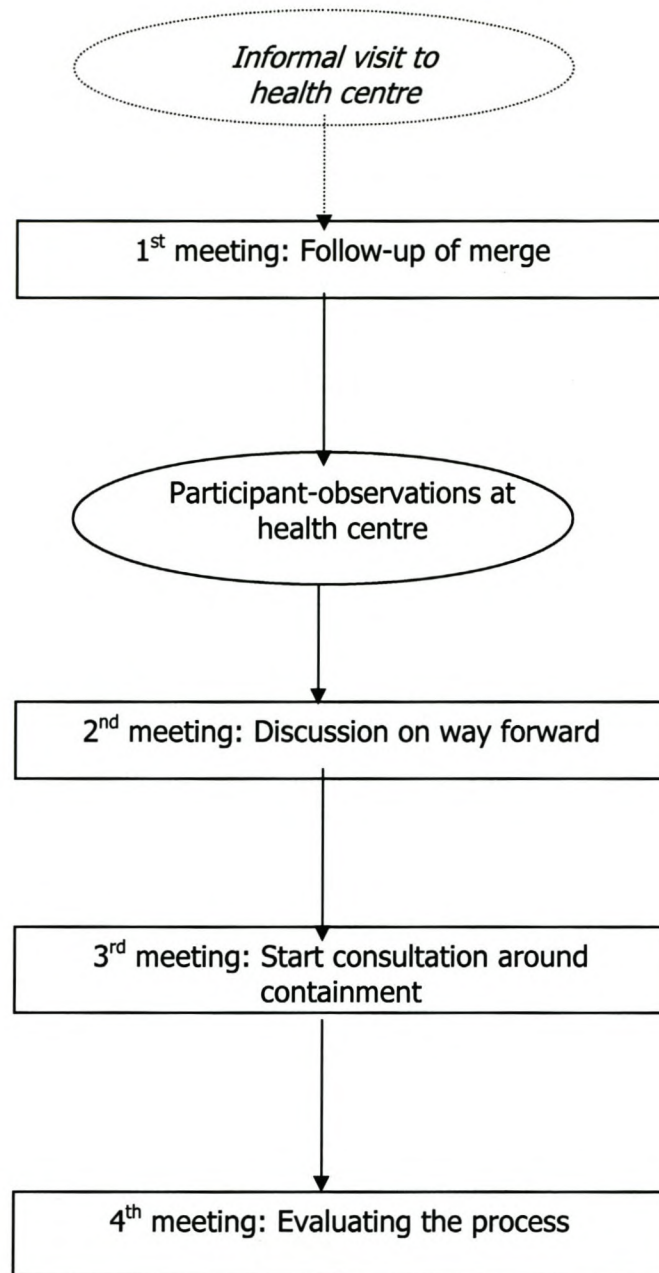 Informal visit to
health centre
1st meeting: Follow-up of merge
Participant-observations at
health centre
2nd meeting: Discussion on way forward
3rd meeting: Start consultation around
containment
4th meeting: Evaluating the process